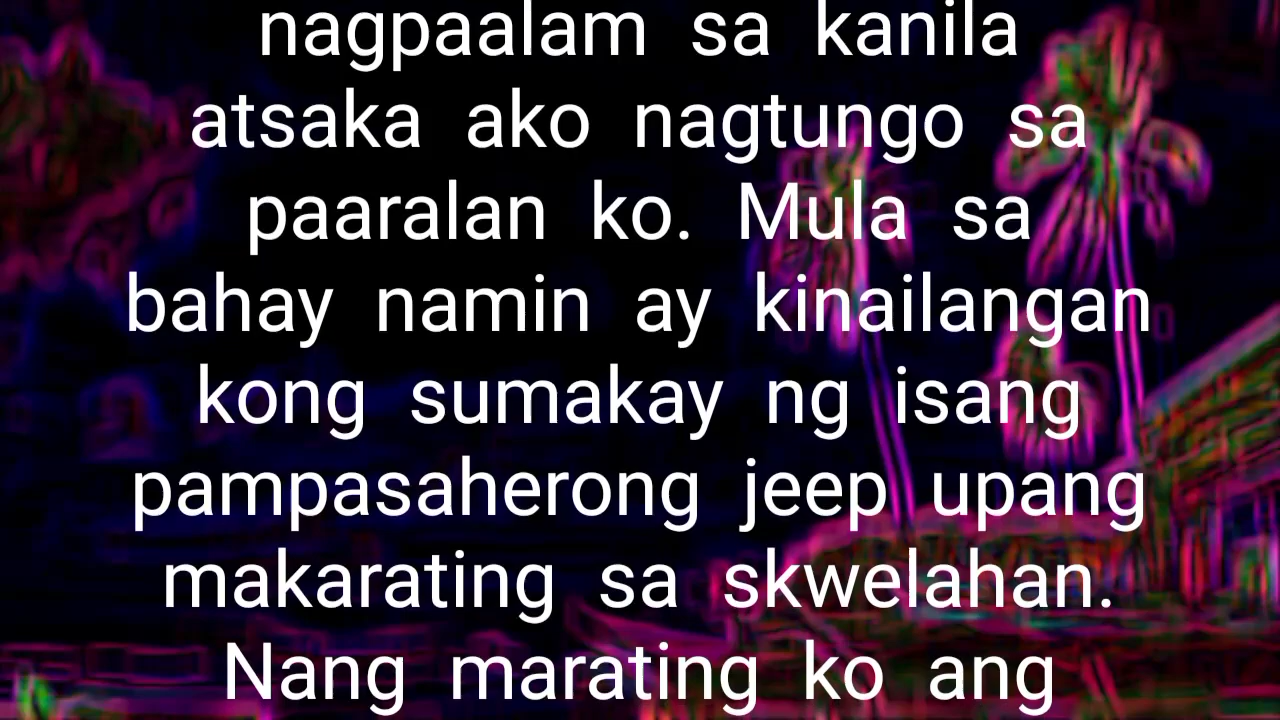 nagpaalam sa kanila
atsaka ako nagtungo sa
paaralan ko. Mula sa
bahay namin ay kinailangan
kong sumakay ng isang
pampasaherong jeep upang
makarating sa skwelahan.
Nang marating ko ang